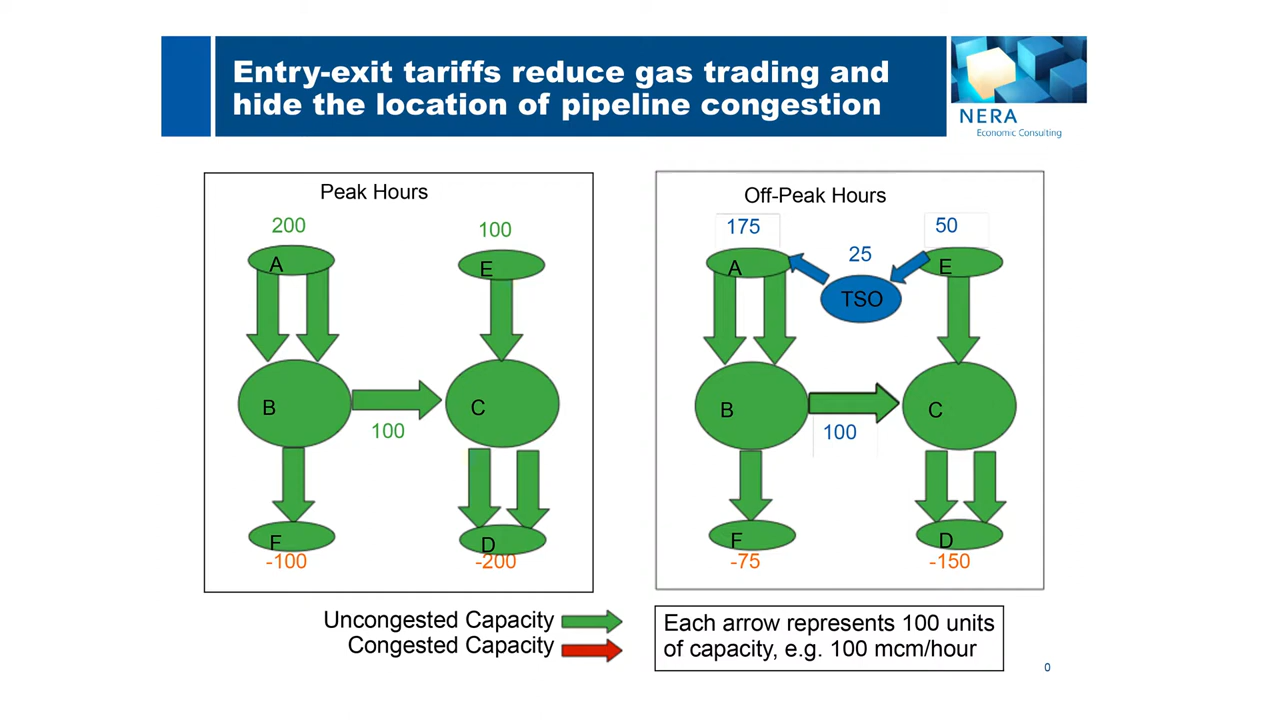 Entry-exit tariffs reduce gas trading and
hide the location of pipeline congestion
NERA
Economic Consulting
Peak Hours
200
100
A
E
B
C
100
F
D
-100
-200
Off-Peak Hours
175
50
25
A
E
TSO
B
C
100
F
D
-75
-150
Uncongested Capacity
Congested Capacity
Each arrow represents 100 units
of capacity, e.g. 100 mcm/hour
0